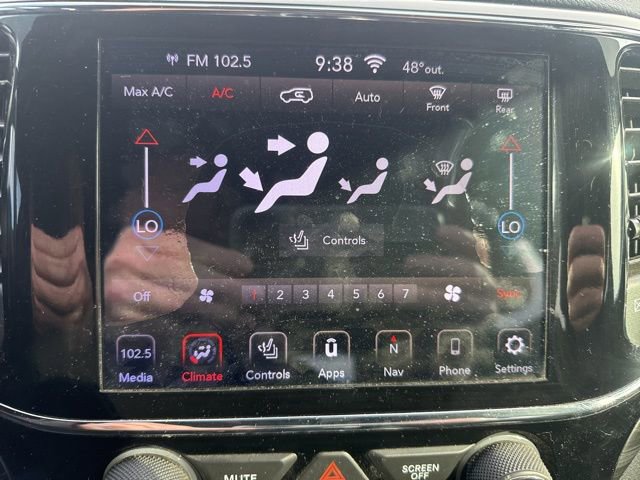 FM 102.5 9:38 48° out.
Max A/C A/C Auto Front Rear
LO LO
Controls
Off 1 2 3 4 5 6 7 Sync
102.5 N
Media Climate Controls Apps Nav Phone Settings
MUTE SCREEN OFF